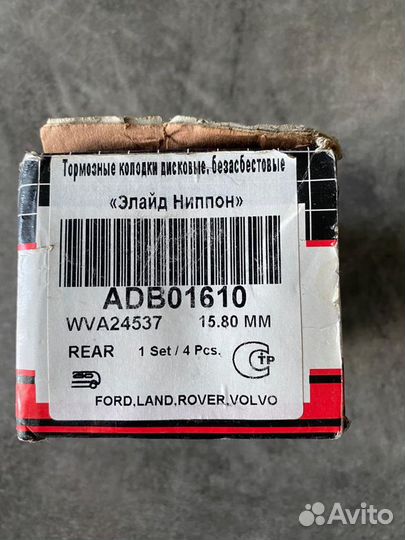 Тормозные колодки дисковые, безасбестовые
«Элайд Ниппон»
ADB01610
WVA24537 15.80 MM
REAR 1 Set / 4 Pcs.
FORD,LAND,ROVER,VOLVO
Avito